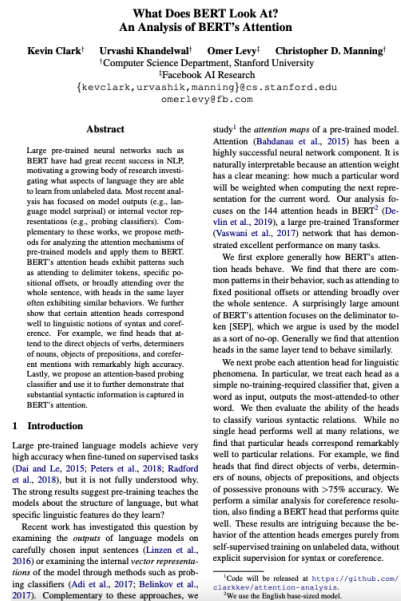 What Does BERT Look At?
An Analysis of BERT's Attention
Kevin Clark† Urvashi Khandelwal† Omer Levy‡ Christopher D. Manning†
†Computer Science Department, Stanford University
‡Facebook AI Research
{kevclark,urvashik,manning}@cs.stanford.edu
omerlevy@fb.com
Abstract
Large pre-trained neural networks such as
BERT have had great recent success in NLP,
motivating a growing body of research investi-
gating what aspects of language they are able
to learn from unlabeled data. Most recent anal-
ysis has focused on model outputs (e.g., lan-
guage model surprisal) or internal vector rep-
resentations (e.g., probing classifiers). Com-
plementary to these works, we propose meth-
ods for analyzing the attention mechanisms of
pre-trained models and apply them to BERT.
BERT's attention heads exhibit patterns such
as attending to delimiter tokens, specific po-
sitional offsets, or broadly attending over the
whole sentence, with heads in the same layer
often exhibiting similar behaviors. We further
show that certain attention heads correspond
well to linguistic notions of syntax and coref-
erence. For example, we find heads that at-
tend to the direct objects of verbs, determiners
of nouns, objects of prepositions, and corefer-
ent mentions with remarkably high accuracy.
Lastly, we propose an attention-based probing
classifier and use it to further demonstrate that
substantial syntactic information is captured in
BERT's attention.
1 Introduction
Large pre-trained language models achieve very
high accuracy when fine-tuned on supervised tasks
(Dai and Le, 2015; Peters et al., 2018; Radford
et al., 2018), but it is not fully understood why.
The strong results suggest pre-training teaches the
models about the structure of language, but what
specific linguistic features do they learn?
Recent work has investigated this question by
examining the outputs of language models on
carefully chosen input sentences (Linzen et al.,
2016) or examining the internal vector representa-
tions of the model through methods such as prob-
ing classifiers (Adi et al., 2017; Belinkov et al.,
2017). Complementary to these approaches, we
study¹ the attention maps of a pre-trained model.
Attention (Bahdanau et al., 2015) has been a
highly successful neural network component. It is
naturally interpretable because an attention weight
has a clear meaning: how much a particular word
will be weighted when computing the next repre-
sentation for the current word. Our analysis fo-
cuses on the 144 attention heads in BERT² (De-
vlin et al., 2019), a large pre-trained Transformer
(Vaswani et al., 2017) network that has demon-
strated excellent performance on many tasks.
We first explore generally how BERT's atten-
tion heads behave. We find that there are com-
mon patterns in their behavior, such as attending to
fixed positional offsets or attending broadly over
the whole sentence. A surprisingly large amount
of BERT's attention focuses on the deliminator to-
ken [SEP], which we argue is used by the model
as a sort of no-op. Generally we find that attention
heads in the same layer tend to behave similarly.
We next probe each attention head for linguistic
phenomena. In particular, we treat each head as a
simple no-training-required classifier that, given a
word as input, outputs the most-attended-to other
word. We then evaluate the ability of the heads
to classify various syntactic relations. While no
single head performs well at many relations, we
find that particular heads correspond remarkably
well to particular relations. For example, we find
heads that find direct objects of verbs, determin-
ers of nouns, objects of prepositions, and objects
of possessive pronouns with >75% accuracy. We
perform a similar analysis for coreference resolu-
tion, also finding a BERT head that performs quite
well. These results are intriguing because the be-
havior of the attention heads emerges purely from
self-supervised training on unlabeled data, without
explicit supervision for syntax or coreference.
¹Code will be released at https://github.com/
clarkkev/attention-analysis.
²We use the English base-sized model.